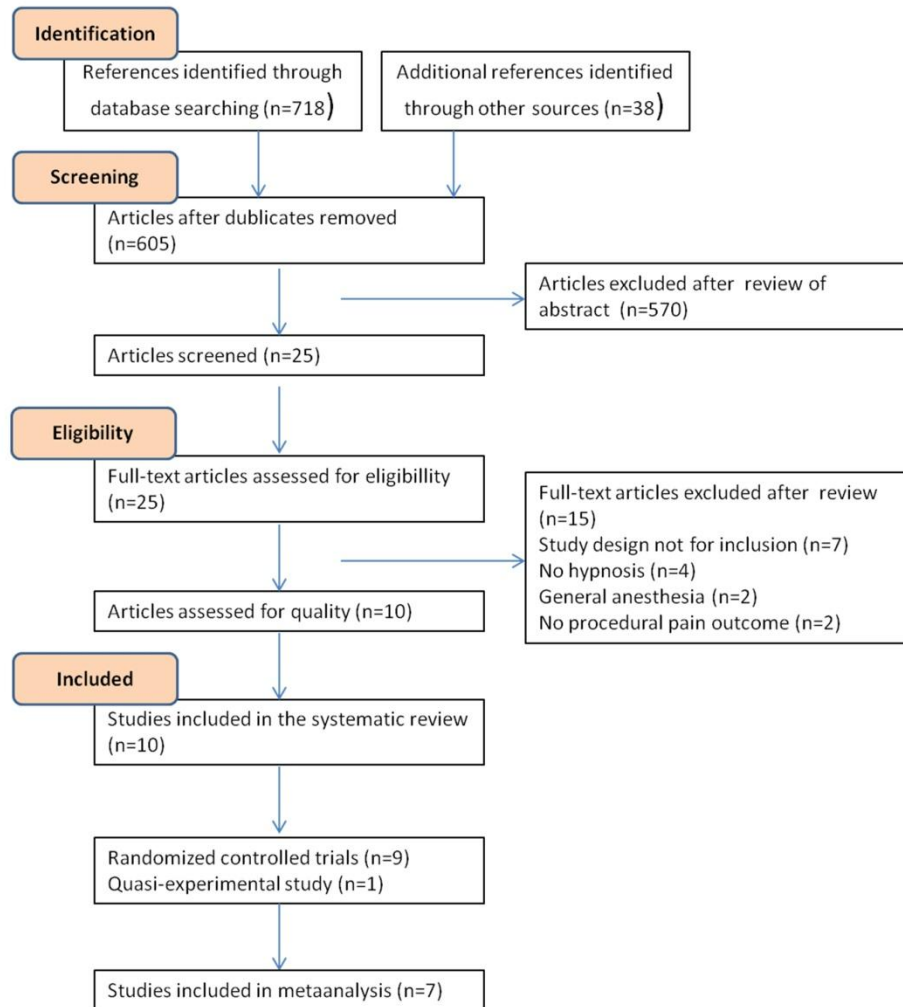 Identification
References identified through
database searching (n=718)
Additional references identified
through other sources (n=38)
Screening
Articles after dublicates removed
(n=605)
Articles excluded after review of
abstract (n=570)
Articles screened (n=25)
Eligibility
Full-text articles assessed for eligibillity
(n=25)
Full-text articles excluded after review
(n=15)
Study design not for inclusion (n=7)
No hypnosis (n=4)
General anesthesia (n=2)
No procedural pain outcome (n=2)
Articles assessed for quality (n=10)
Included
Studies included in the systematic review
(n=10)
Randomized controlled trials (n=9)
Quasi-experimental study (n=1)
Studies included in metaanalysis (n=7)